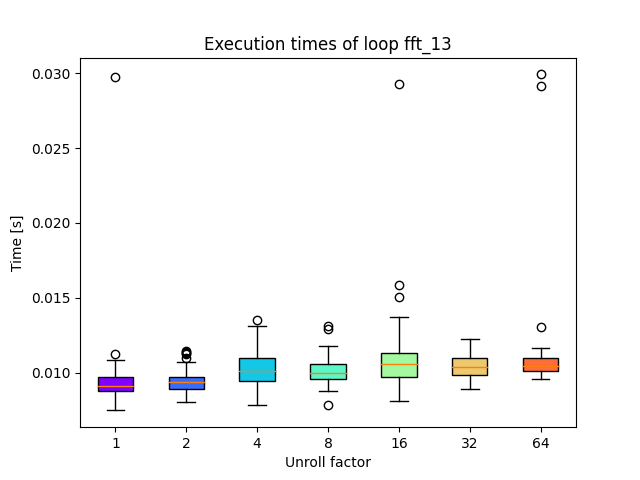 Execution times of loop fft_13
0.030
0.025
0.020
0.015
0.010
Time [s]
1 2 4 8 16 32 64
Unroll factor